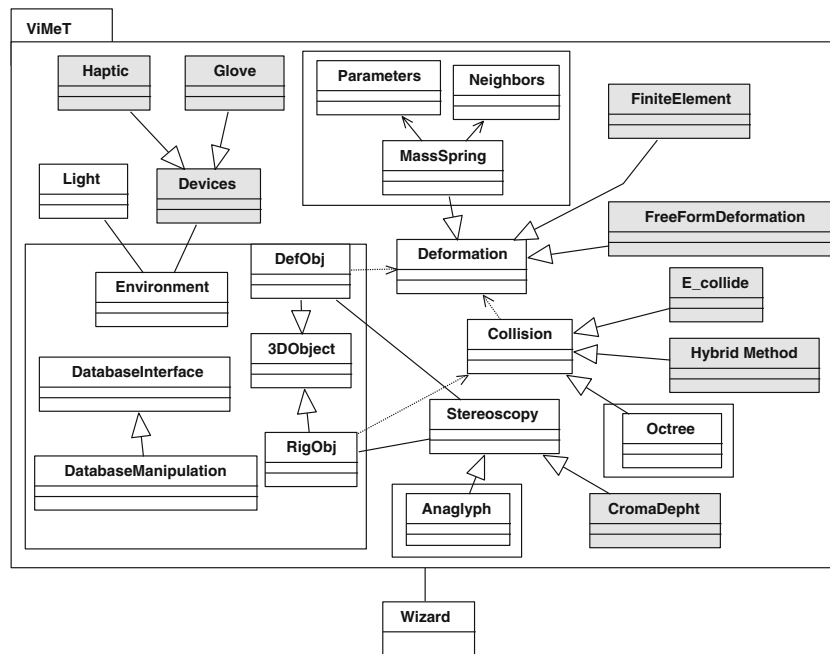 ViMeT
Haptic
Glove
Parameters
Neighbors
FiniteElement
MassSpring
Light
Devices
FreeFormDeformation
DefObj
Deformation
Environment
E_collide
Collision
3DObject
Hybrid Method
DatabaseInterface
Stereoscopy
Octree
RigObj
DatabaseManipulation
Anaglyph
CromaDepht
Wizard